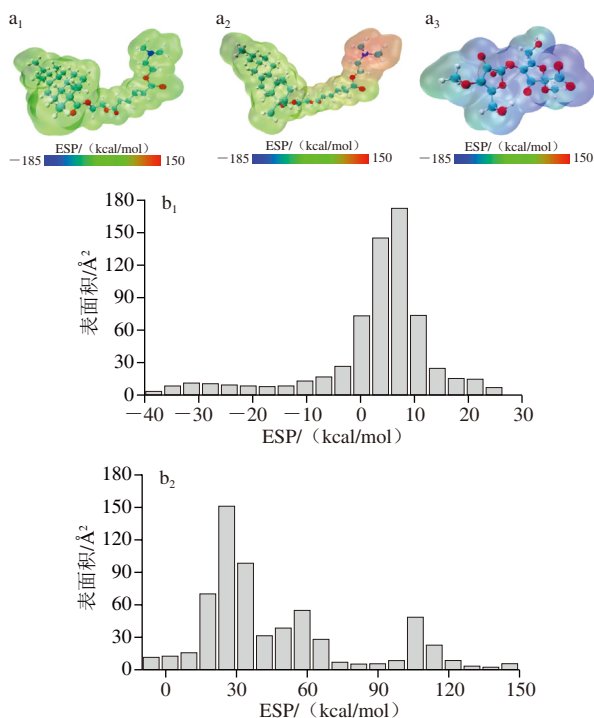 a₁ a₂ a₃
ESP/（kcal/mol） ESP/（kcal/mol） ESP/（kcal/mol）
－185 150 －185 150 －185 150
b₁
180
150
120
90
60
30
0
表面积/Å²
－40 －30 －20 －10 0 10 20 30
ESP/（kcal/mol）
b₂
180
150
120
90
60
30
0
表面积/Å²
0 30 60 90 120 150
ESP/（kcal/mol）